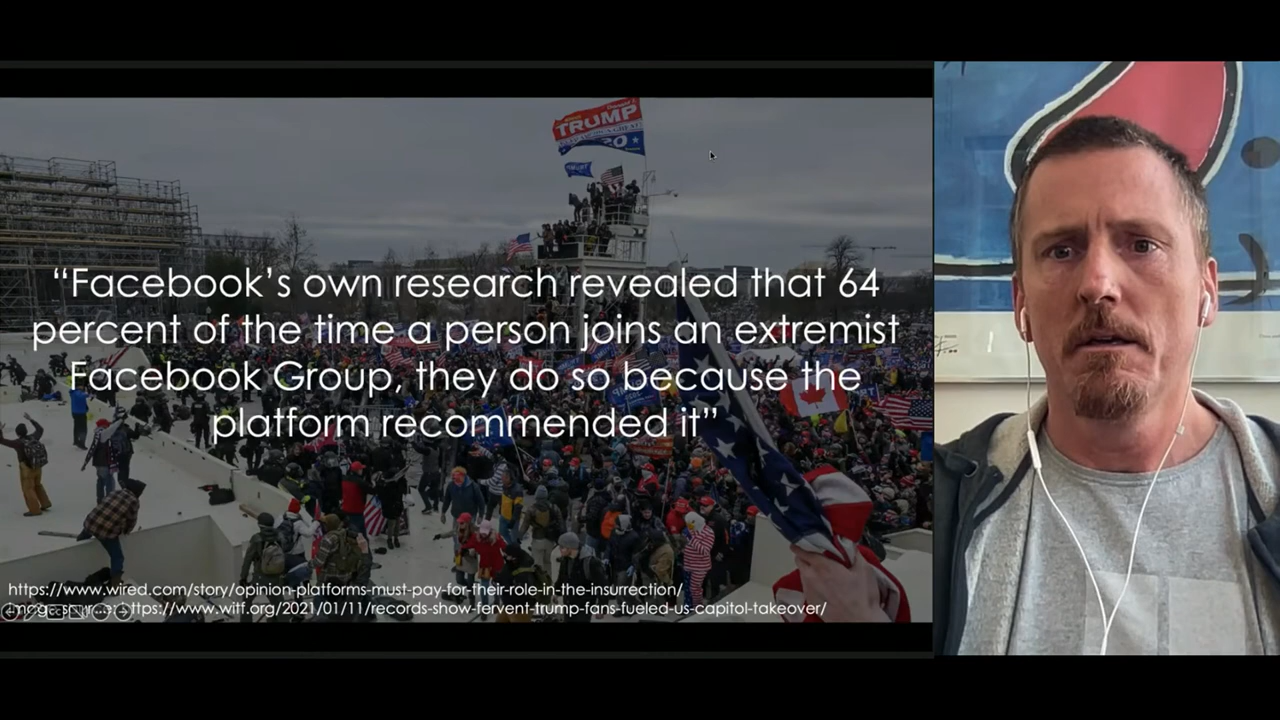 TRUMP
“Facebook’s own research revealed that 64
percent of the time a person joins an extremist
Facebook Group, they do so because the
platform recommended it”
https://www.wired.com/story/opinion-platforms-must-pay-for-their-role-in-the-insurrection/
https://www.witf.org/2021/01/11/records-show-fervent-trump-fans-fueled-us-capitol-takeover/